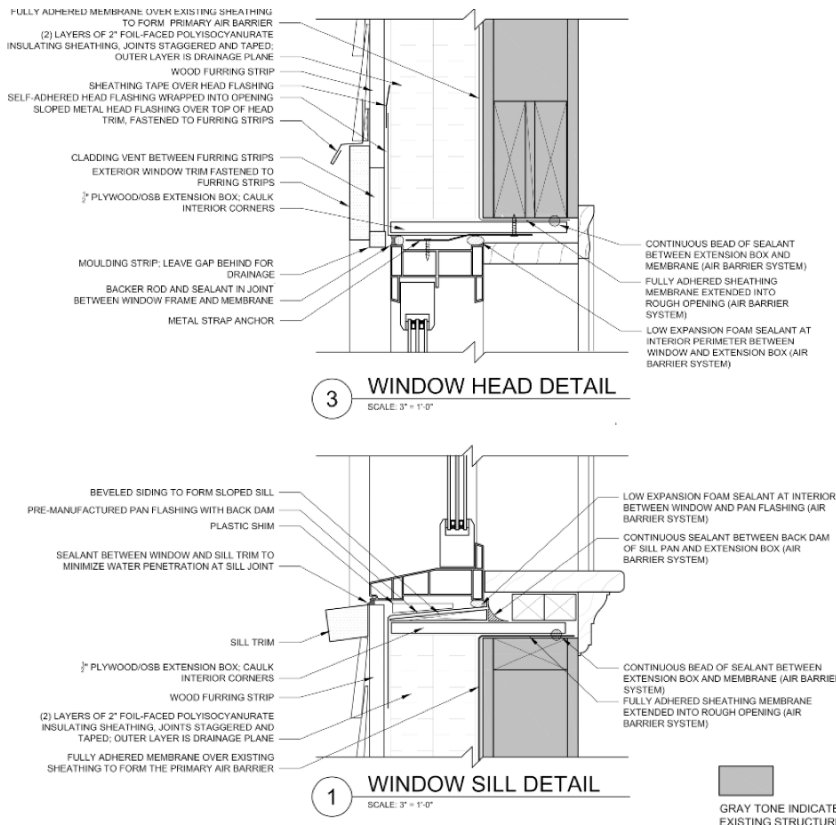 FULLY ADHERED MEMBRANE OVER EXISTING SHEATHING
TO FORM PRIMARY AIR BARRIER
(2) LAYERS OF 2" FOIL-FACED POLYISOCYANURATE
INSULATING SHEATHING, JOINTS STAGGERED AND TAPED;
OUTER LAYER IS DRAINAGE PLANE
WOOD FURRING STRIP
SHEATHING TAPE OVER HEAD FLASHING
SELF-ADHERED HEAD FLASHING WRAPPED INTO OPENING
SLOPED METAL HEAD FLASHING OVER TOP OF HEAD
TRIM, FASTENED TO FURRING STRIPS
CLADDING VENT BETWEEN FURRING STRIPS
EXTERIOR WINDOW TRIM FASTENED TO
FURRING STRIPS
PLYWOOD/OSB EXTENSION BOX; CAULK
INTERIOR CORNERS
MOULDING STRIP; LEAVE GAP BEHIND FOR
DRAINAGE
BACKER ROD AND SEALANT IN JOINT
BETWEEN WINDOW FRAME AND MEMBRANE
METAL STRAP ANCHOR
CONTINUOUS BEAD OF SEALANT
BETWEEN EXTENSION BOX AND
MEMBRANE (AIR BARRIER SYSTEM)
FULLY ADHERED SHEATHING
MEMBRANE EXTENDED INTO
ROUGH OPENING (AIR BARRIER
SYSTEM)
LOW EXPANSION FOAM SEALANT AT
INTERIOR PERIMETER BETWEEN
WINDOW AND EXTENSION BOX (AIR
BARRIER SYSTEM)
3
WINDOW HEAD DETAIL
SCALE: 3" = 1'-0"
BEVELED SIDING TO FORM SLOPED SILL
PRE-MANUFACTURED PAN FLASHING WITH BACK DAM
PLASTIC SHIM
SEALANT BETWEEN WINDOW AND SILL TRIM TO
MINIMIZE WATER PENETRATION AT SILL JOINT
SILL TRIM
PLYWOOD/OSB EXTENSION BOX; CAULK
INTERIOR CORNERS
WOOD FURRING STRIP
(2) LAYERS OF 2" FOIL-FACED POLYISOCYANURATE
INSULATING SHEATHING, JOINTS STAGGERED AND
TAPED; OUTER LAYER IS DRAINAGE PLANE
FULLY ADHERED MEMBRANE OVER EXISTING
SHEATHING TO FORM THE PRIMARY AIR BARRIER
LOW EXPANSION FOAM SEALANT AT INTERIOR
BETWEEN WINDOW AND PAN FLASHING (AIR
BARRIER SYSTEM)
CONTINUOUS SEALANT BETWEEN BACK DAM
OF SILL PAN AND EXTENSION BOX (AIR
BARRIER SYSTEM)
CONTINUOUS BEAD OF SEALANT BETWEEN
EXTENSION BOX AND MEMBRANE (AIR BARRIER
SYSTEM)
FULLY ADHERED SHEATHING MEMBRANE
EXTENDED INTO ROUGH OPENING (AIR
BARRIER SYSTEM)
1
WINDOW SILL DETAIL
SCALE: 3" = 1'-0"
GRAY TONE INDICATE
EXISTING STRUCTURE